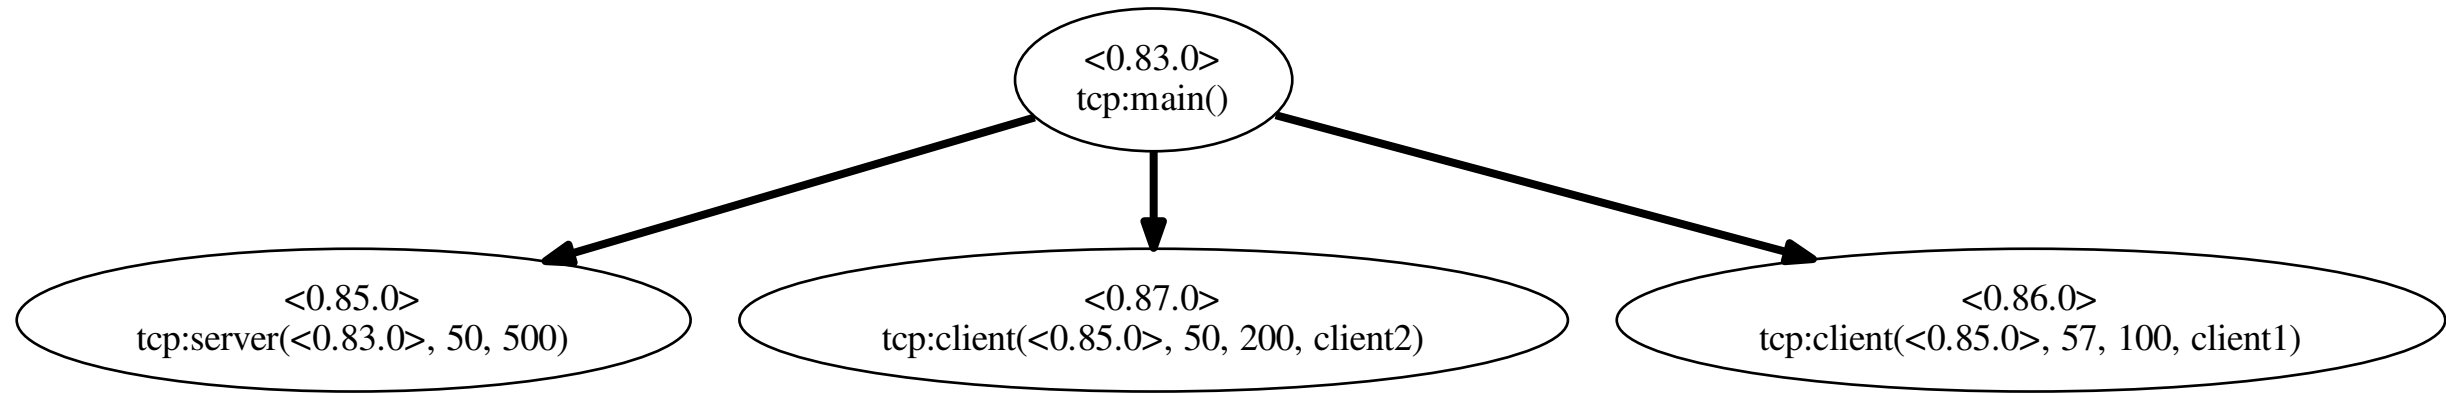 <0.83.0>
tcp:main()
<0.85.0>
tcp:server(<0.83.0>, 50, 500)
<0.87.0>
tcp:client(<0.85.0>, 50, 200, client2)
<0.86.0>
tcp:client(<0.85.0>, 57, 100, client1)